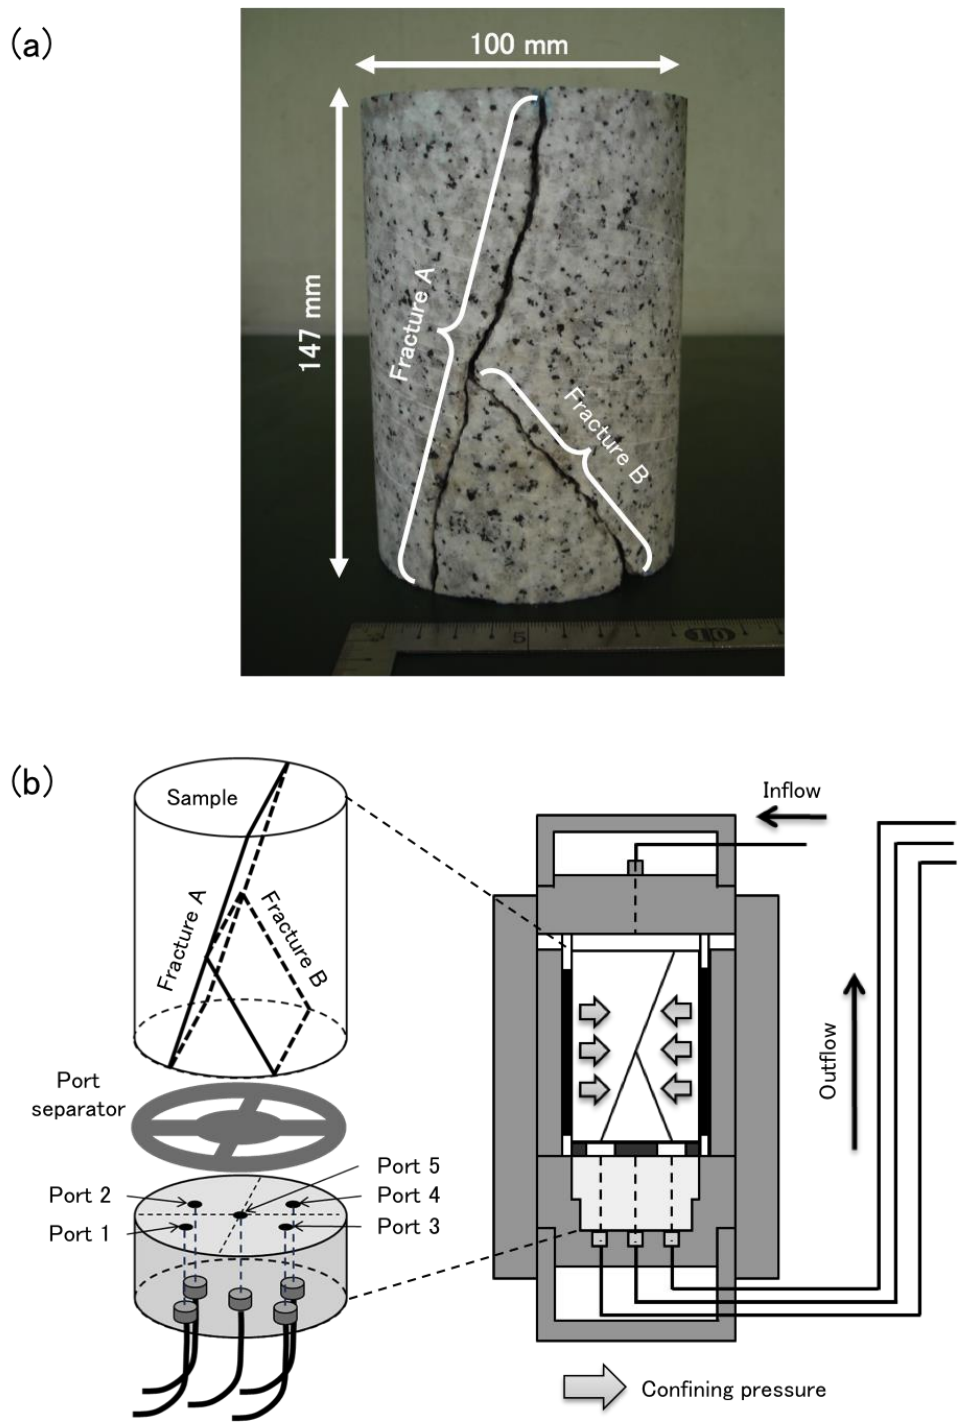 (a)
100 mm
147 mm
Fracture A
Fracture B
5
10
(b)
Sample
Fracture A
Fracture B
Port
separator
Port 5
Port 2
Port 4
Port 1
Port 3
Inflow
Outflow
Confining pressure